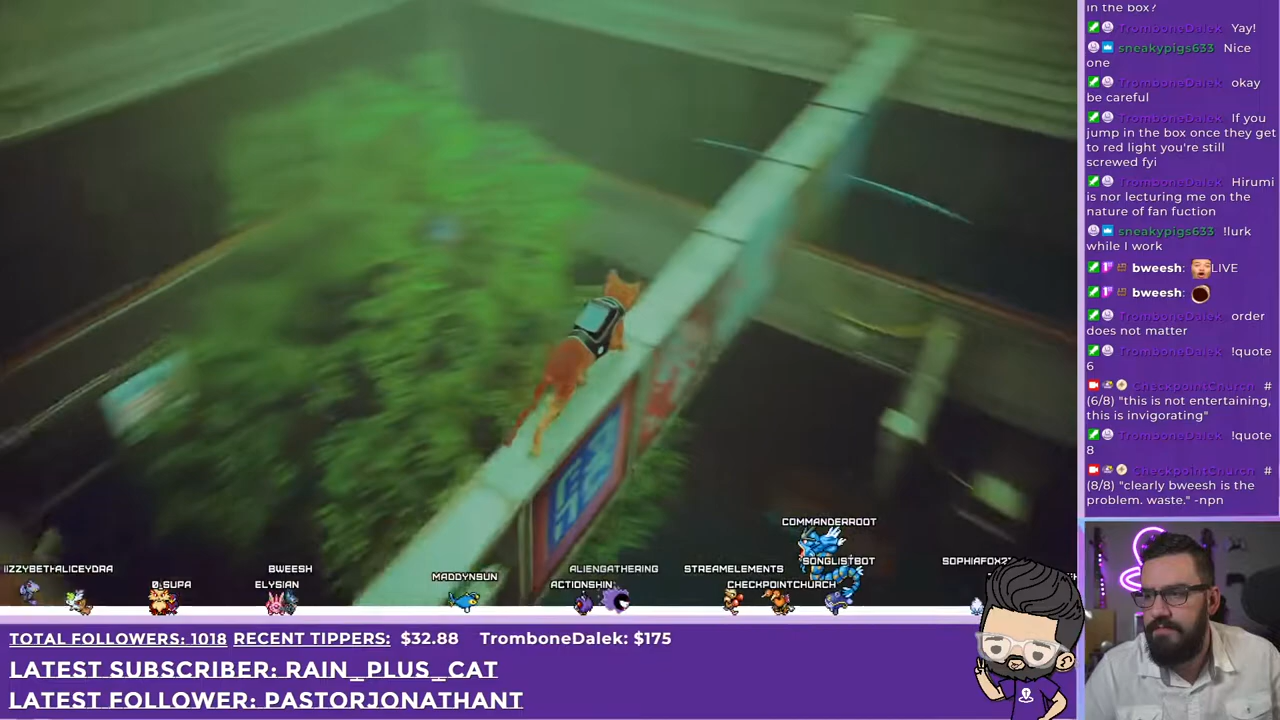 in the box?
TromboneDalek Yay!
sneakypigs633 Nice
one
TromboneDalek okay
be careful
TromboneDalek If you
jump in the box once they get
to red light you're still
screwed fyi
TromboneDalek Hirumi
is nor lecturing me on the
nature of fan fuction
sneakypigs633 !lurk
while I work
bweesh: LIVE
bweesh:
TromboneDalek order
does not matter
TromboneDalek !quote
6
CheckpointChurch #
(6/8) "this is not entertaining,
this is invigorating"
TromboneDalek !quote
8
CheckpointChurch #
(8/8) "clearly bweesh is the
problem. waste." -npn
COMMANDERROOT
IZZYBETH
ALICEYDRA
0_SUPA
BWEESH
ELYSIAN
MADDYNBUN
ALIENGATHERING
ACTIONSHIN
STREAMELEMENTS
CHECKPOINTCHURCH
SONGLISTBOT
TOTAL FOLLOWERS: 1018 RECENT TIPPERS: $32.88 TromboneDalek: $175
LATEST SUBSCRIBER: RAIN_PLUS_CAT
LATEST FOLLOWER: PASTORJONATHANT